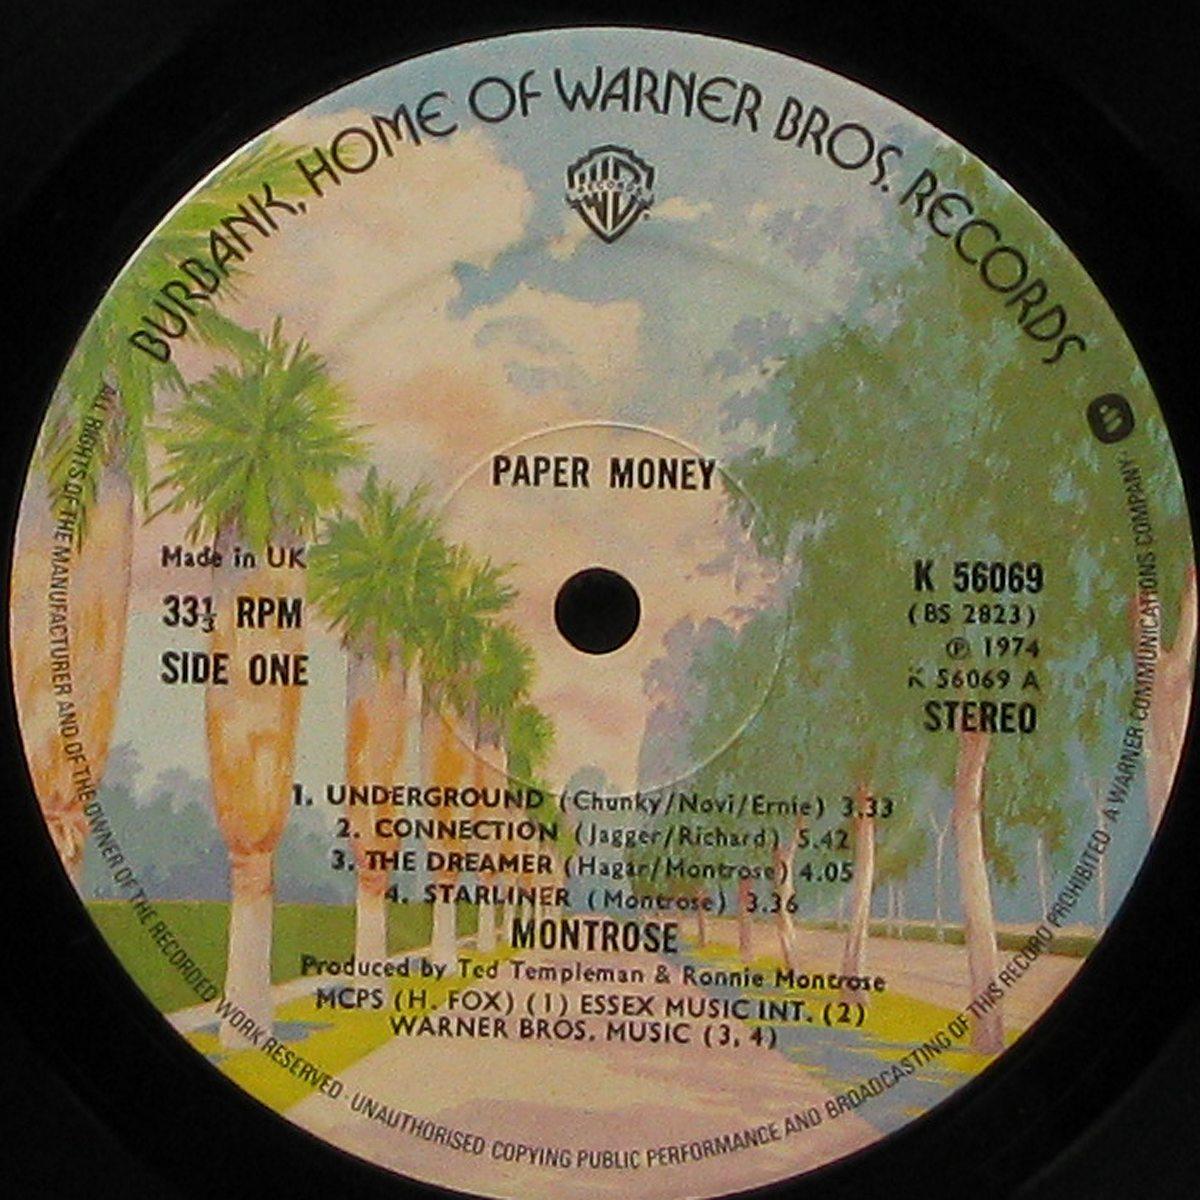 BURBANK, HOME OF WARNER BROS. RECORDS
RECORDS
PAPER MONEY
Made in UK
33⅓ RPM
SIDE ONE
K 56069
(BS 2823)
℗ 1974
K 56069 A
STEREO
1. UNDERGROUND (Chunky/Novi/Ernie) 3.33
2. CONNECTION (Jagger/Richard) 5.42
3. THE DREAMER (Hagar/Montrose) 4.05
4. STARLINER (Montrose) 3.36
MONTROSE
Produced by Ted Templeman & Ronnie Montrose
MCPS (H. FOX) (1) ESSEX MUSIC INT. (2)
WARNER BROS. MUSIC (3, 4)
ALL RIGHTS OF THE MANUFACTURER AND OF THE OWNER OF THE RECORDED WORK RESERVED · UNAUTHORISED COPYING PUBLIC PERFORMANCE AND BROADCASTING OF THIS RECORD PROHIBITED A WARNER COMMUNICATIONS COMPANY·